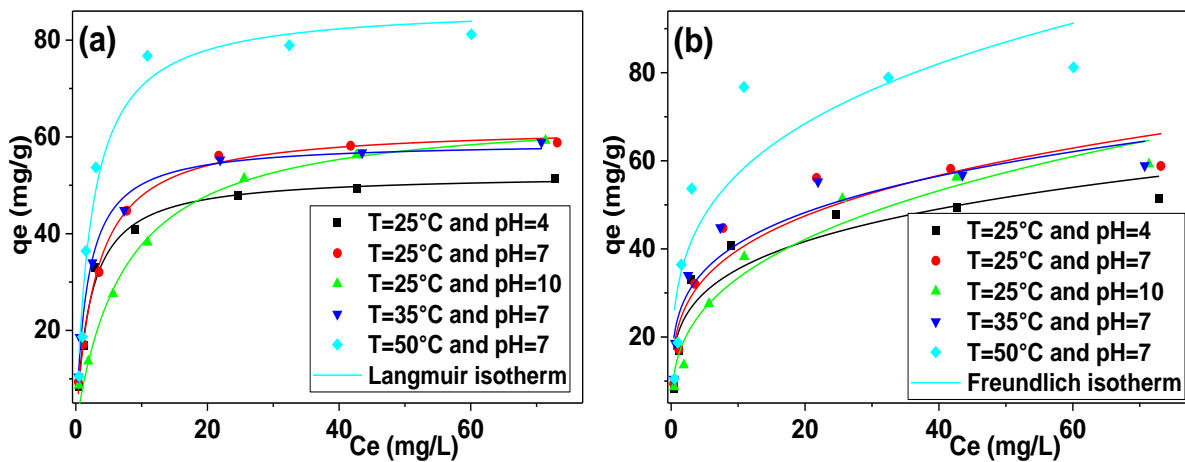 (a)
qe (mg/g)
80
60
40
20
0
20
40
60
Ce (mg/L)
T=25°C and pH=4
T=25°C and pH=7
T=25°C and pH=10
T=35°C and pH=7
T=50°C and pH=7
Langmuir isotherm
(b)
qe (mg/g)
80
60
40
20
0
20
40
60
Ce (mg/L)
T=25°C and pH=4
T=25°C and pH=7
T=25°C and pH=10
T=35°C and pH=7
T=50°C and pH=7
Freundlich isotherm